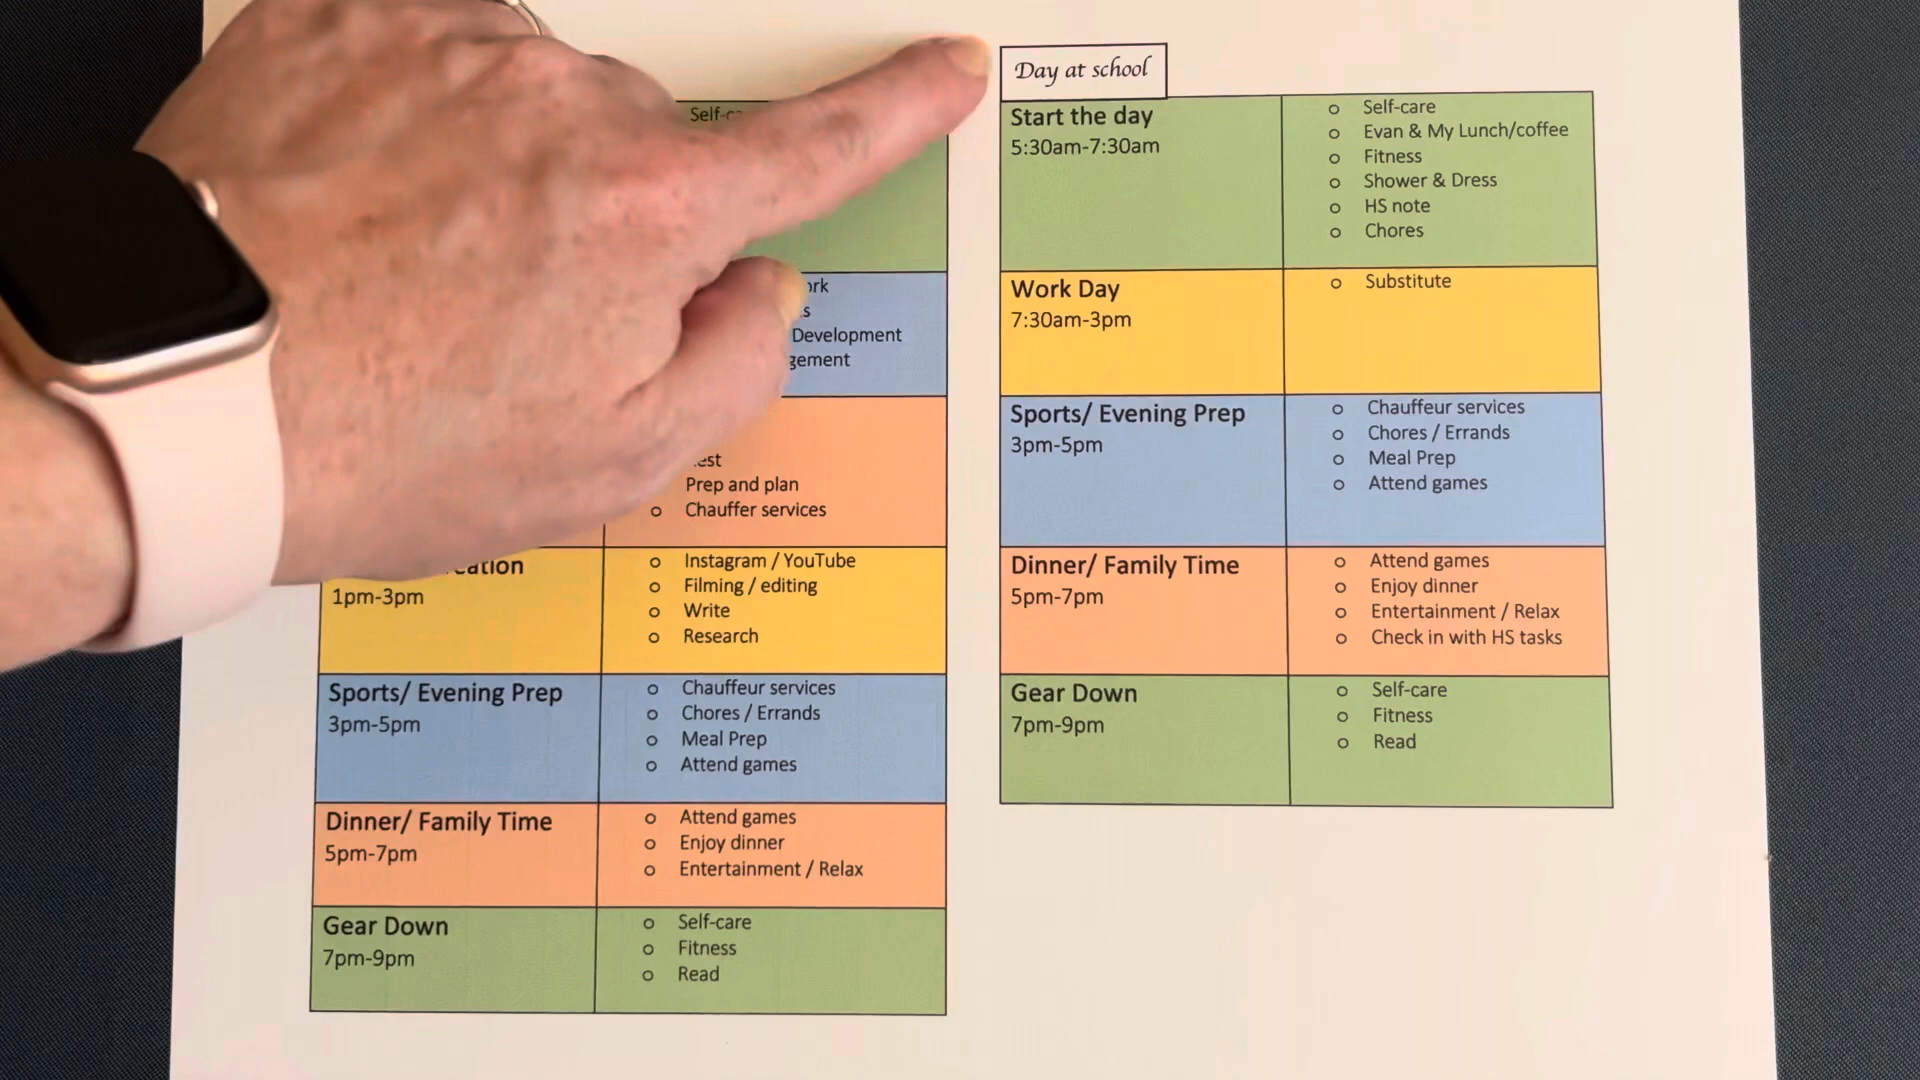 Self-
Development
Prep and plan
Chauffer services
1pm-3pm
Instagram / YouTube
Filming / editing
Write
Research
Sports/ Evening Prep
3pm-5pm
Chauffeur services
Chores / Errands
Meal Prep
Attend games
Dinner/ Family Time
5pm-7pm
Attend games
Enjoy dinner
Entertainment / Relax
Gear Down
7pm-9pm
Self-care
Fitness
Read
Day at school
Start the day
5:30am-7:30am
Self-care
Evan & My Lunch/coffee
Fitness
Shower & Dress
HS note
Chores
Work Day
7:30am-3pm
Substitute
Sports/ Evening Prep
3pm-5pm
Chauffeur services
Chores / Errands
Meal Prep
Attend games
Dinner/ Family Time
5pm-7pm
Attend games
Enjoy dinner
Entertainment / Relax
Check in with HS tasks
Gear Down
7pm-9pm
Self-care
Fitness
Read